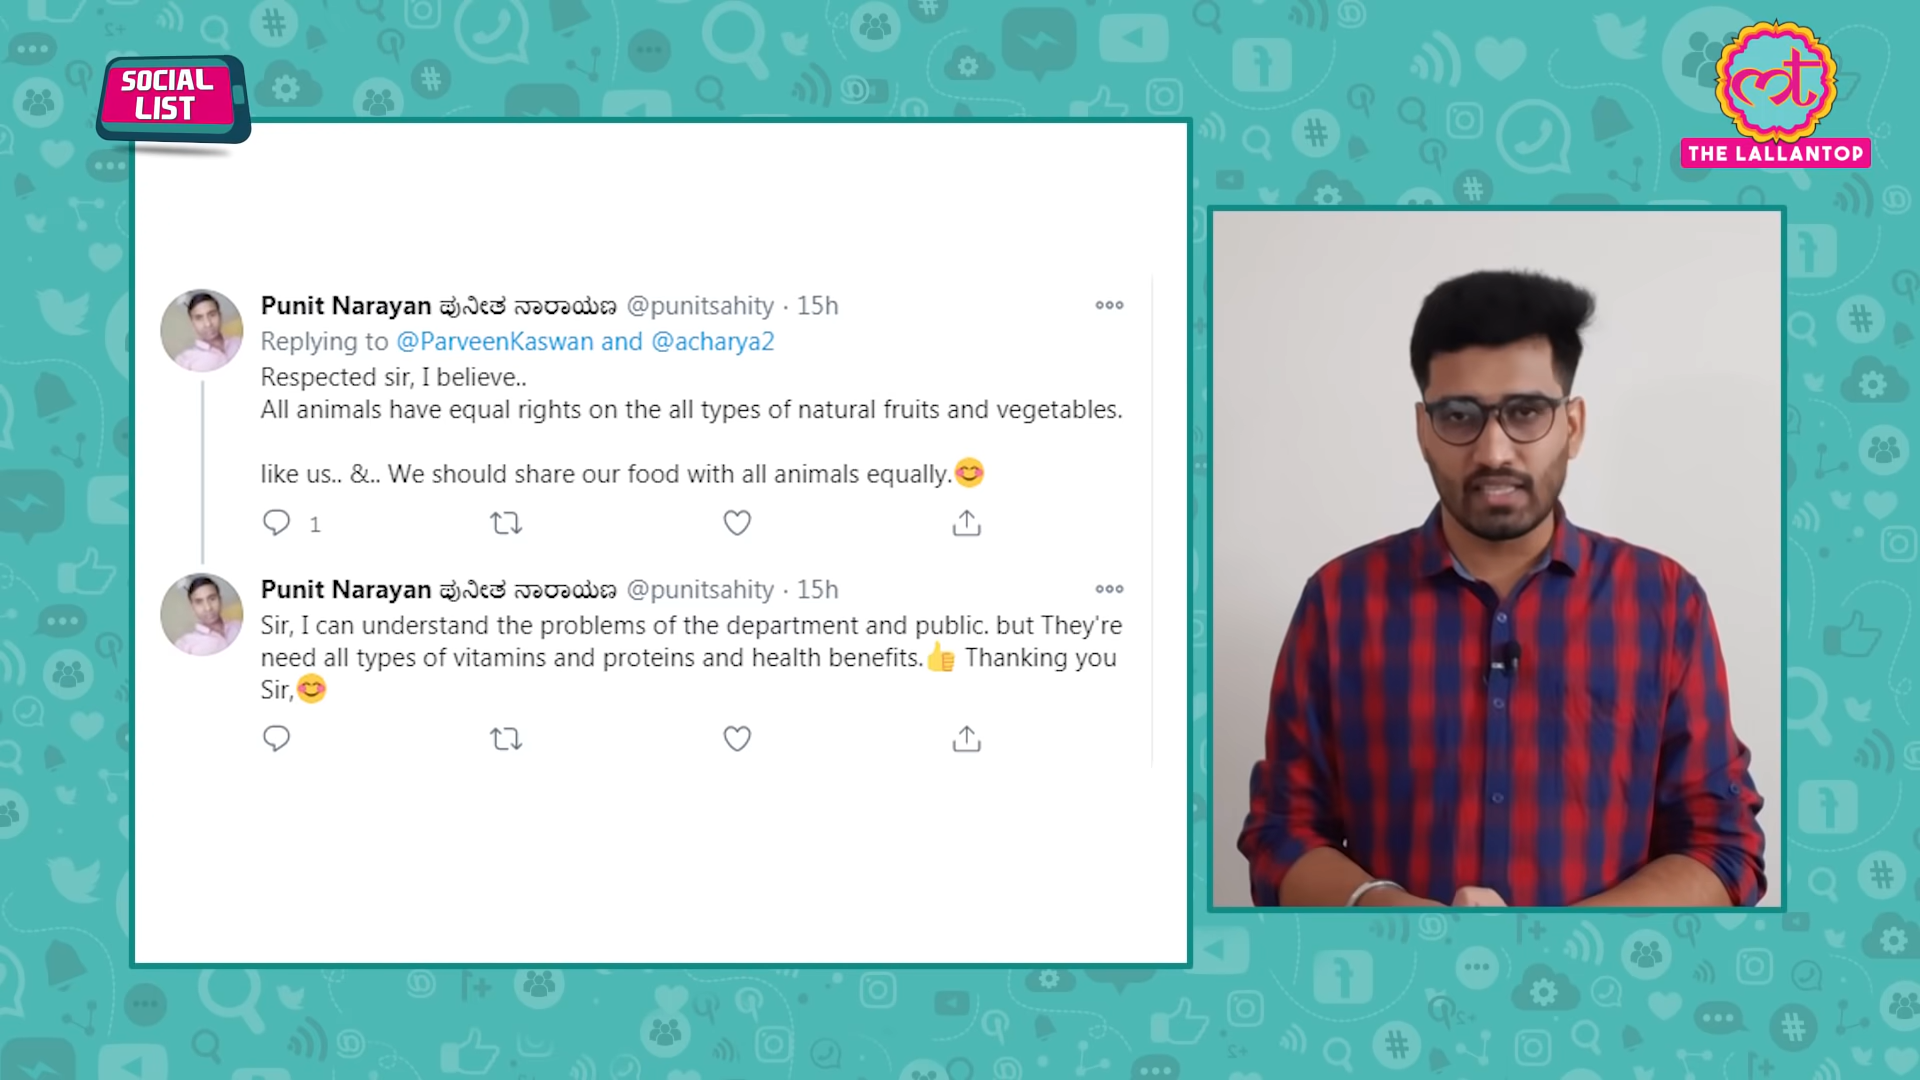 SOCIAL
LIST
THE LALLANTOP
Punit Narayan ಪುನೀತ ನಾರಾಯಣ @punitsahity · 15h
Replying to @ParveenKaswan and @acharya2
Respected sir, I believe..
All animals have equal rights on the all types of natural fruits and vegetables.
like us.. &.. We should share our food with all animals equally.😊
1
Punit Narayan ಪುನೀತ ನಾರಾಯಣ @punitsahity · 15h
Sir, I can understand the problems of the department and public. but They're
need all types of vitamins and proteins and health benefits.👍 Thanking you
Sir,😊